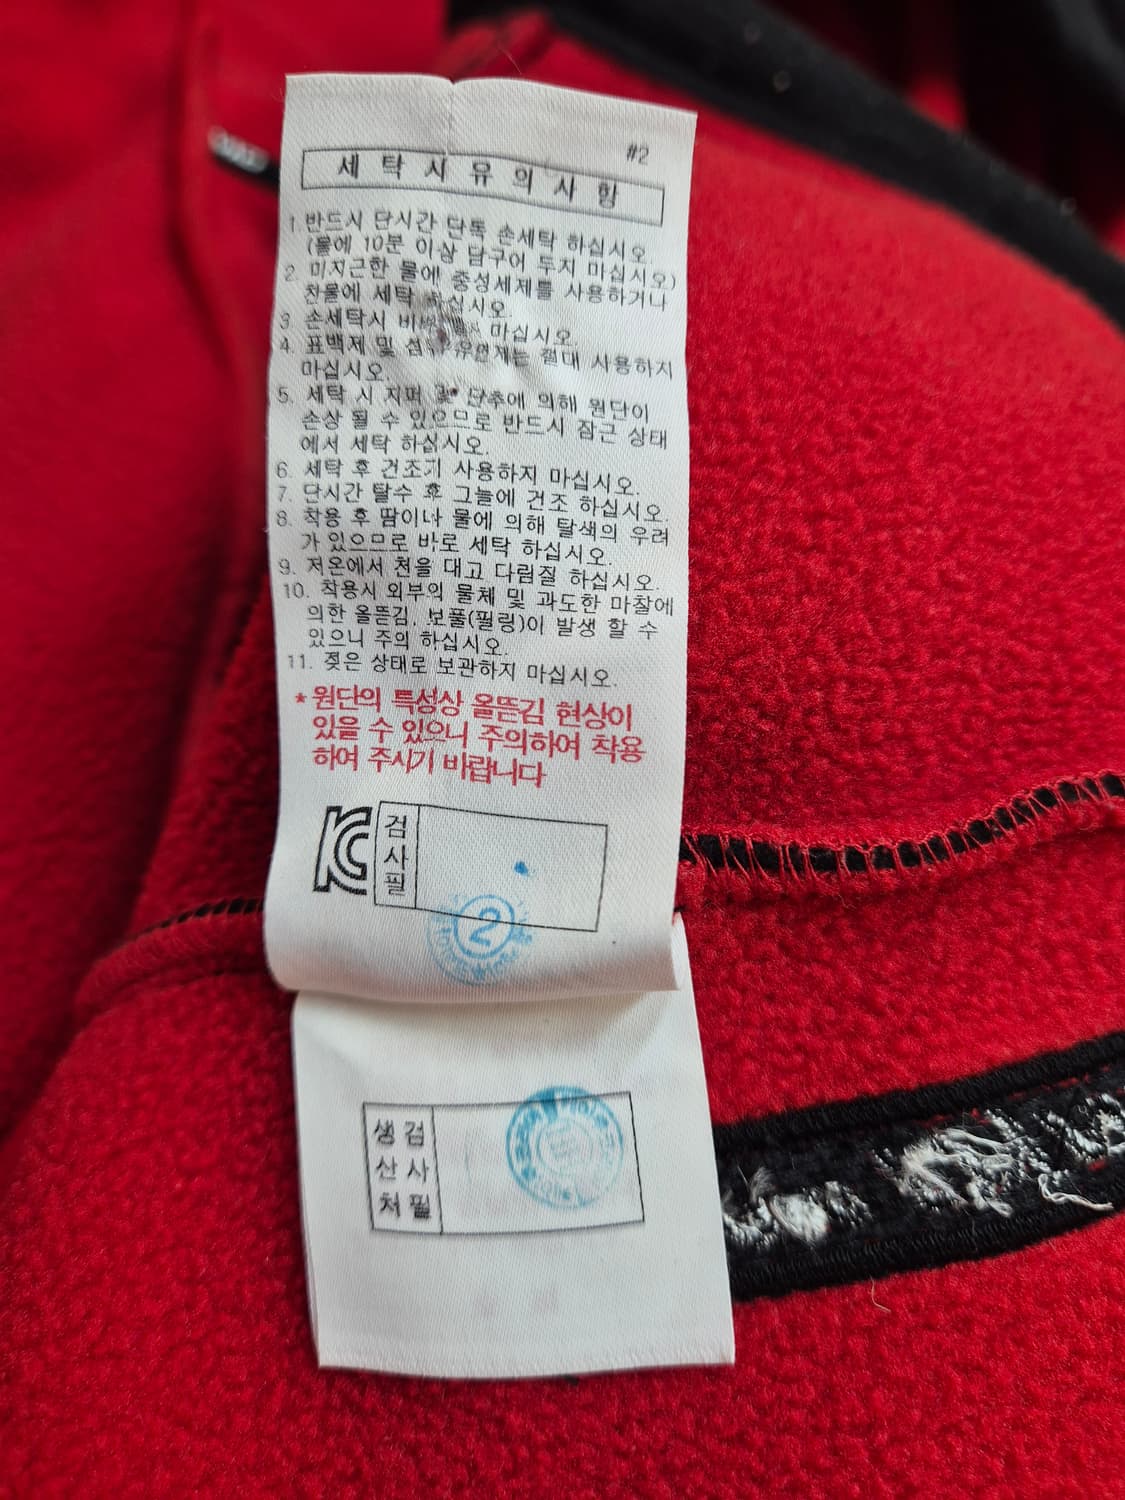 #2
세탁시유의사항
1. 반드시 단시간 단독 손세탁 하십시오.
(물에 10분 이상 담구어 두지 마십시오)
2. 미지근한 물에 중성세제를 사용하거나
찬물에 세탁 하십시오.
3. 손세탁시 마십시오.
4. 표백제 및 섬유유연제는 절대 사용하지
마십시오.
5. 세탁 시 지퍼 및 단추에 의해 원단이
손상 될 수 있으므로 반드시 잠근 상태
에서 세탁 하십시오.
6. 세탁 후 건조기 사용하지 마십시오.
7. 단시간 탈수 후 그늘에 건조 하십시오.
8. 착용 후 땀이나 물에 의해 탈색의 우려
가 있으므로 바로 세탁 하십시오.
9. 저온에서 천을 대고 다림질 하십시오.
10. 착용시 외부의 물체 및 과도한 마찰에
의한 올뜯김, 보풀(필링)이 발생 할 수
있으니 주의 하십시오.
11. 젖은 상태로 보관하지 마십시오.
* 원단의 특성상 올뜯김 현상이
있을 수 있으니 주의하여 착용
하여 주시기 바랍니다
KC
검사필
2
생산처
검사필